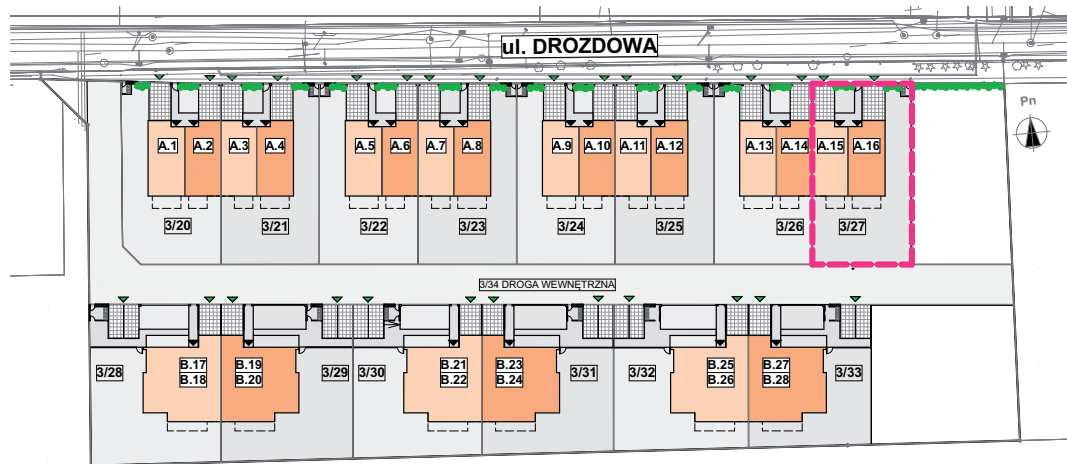 ul. DROZDOWA
Pn
A.1 A.2 A.3 A.4 A.5 A.6 A.7 A.8 A.9 A.10 A.11 A.12 A.13 A.14 A.15 A.16
3/20 3/21 3/22 3/23 3/24 3/25 3/26 3/27
3/34 DROGA WEWNĘTRZNA
B.17 B.19 B.21 B.23 B.25 B.27
3/28 B.18 B.20 3/29 3/30 B.22 B.24 3/31 3/32 B.26 B.28 3/33